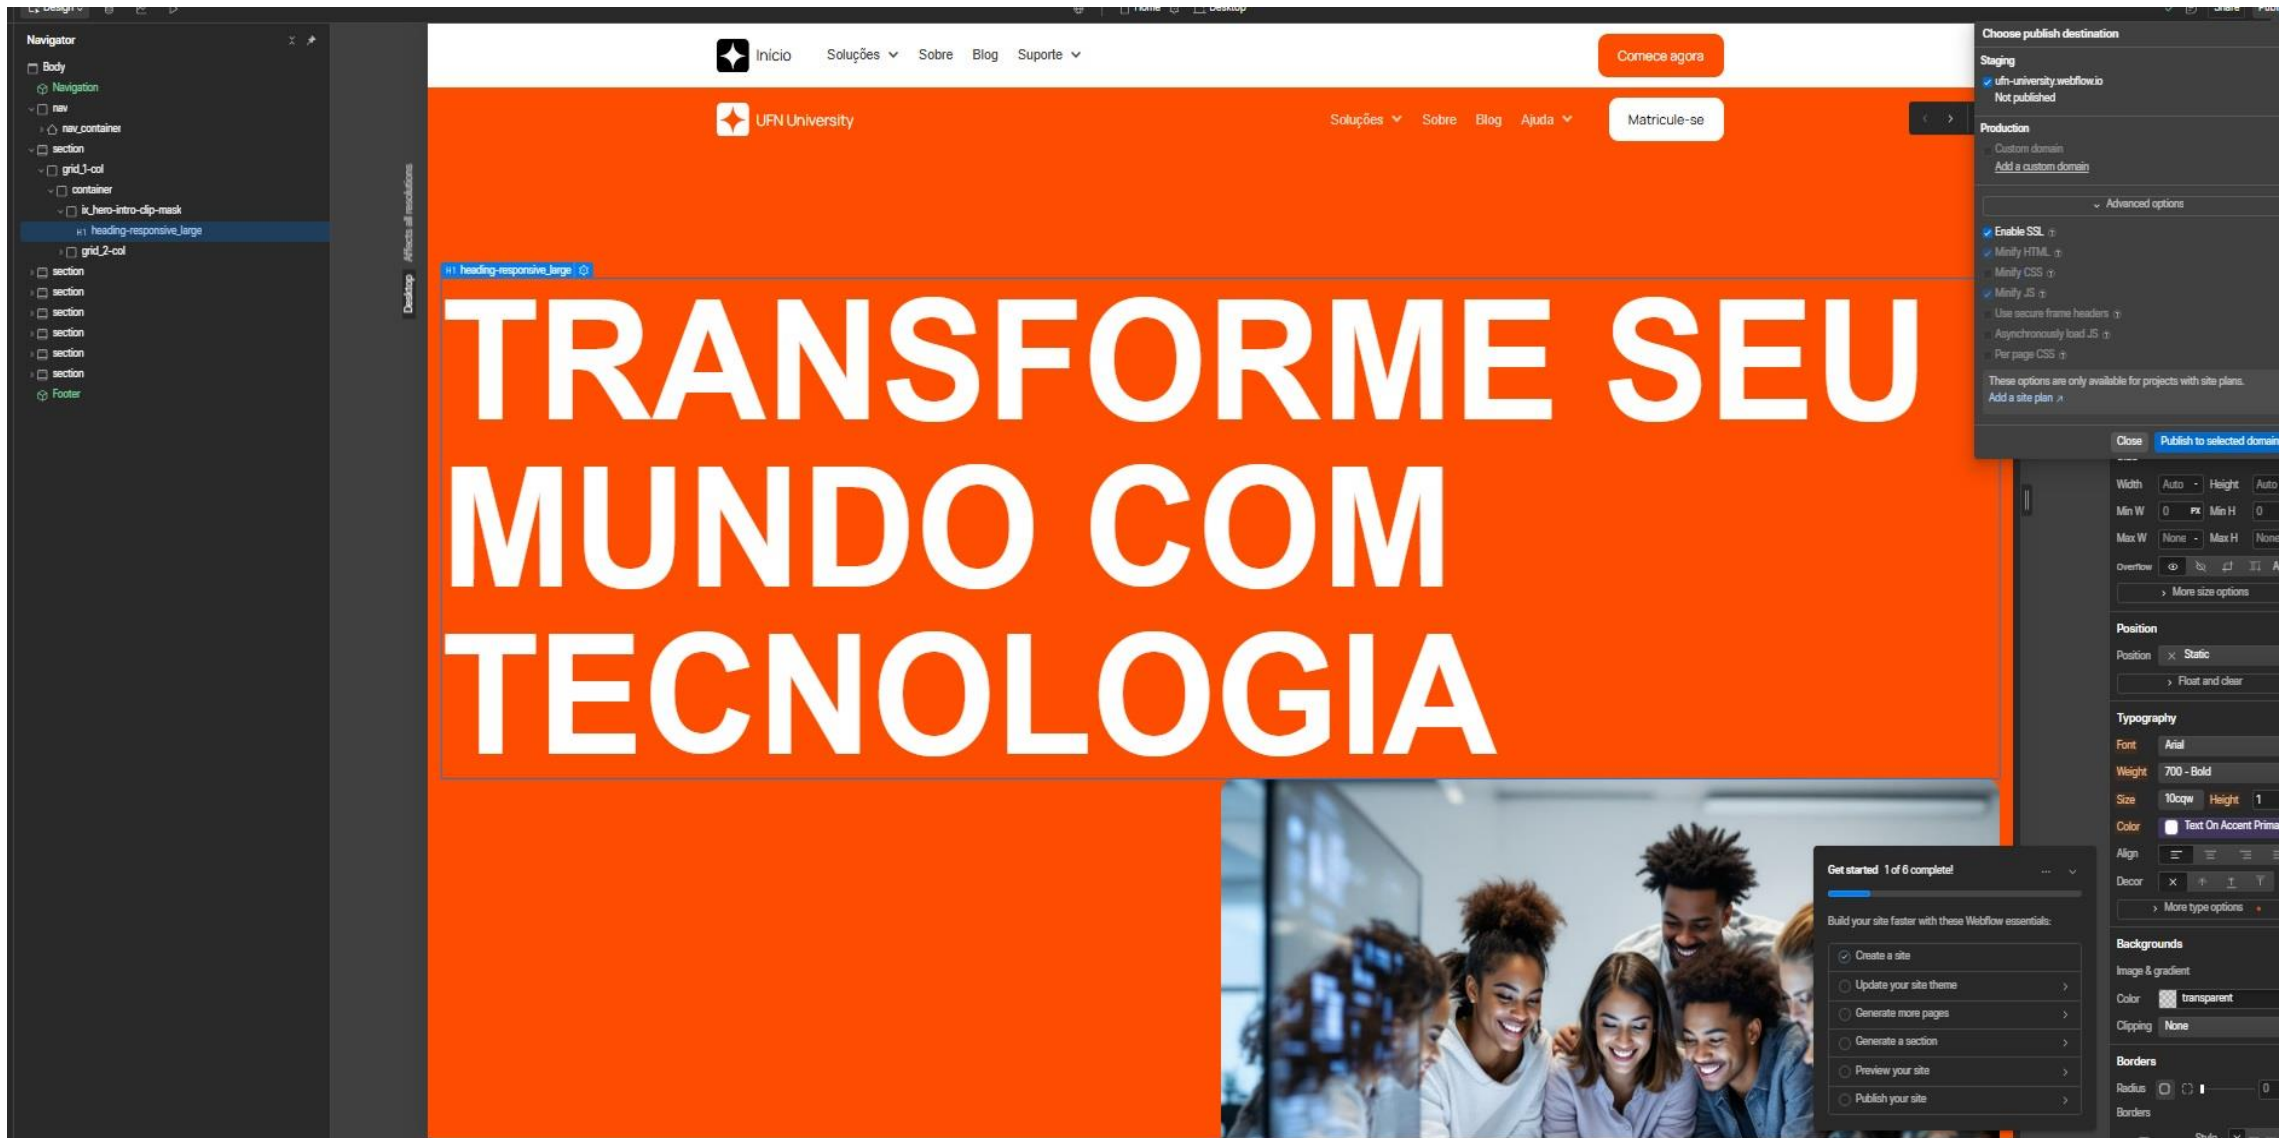 Design
Home
Desktop
Share
Navigator
Body
Navigation
nav
nav_container
section
grid_1-col
container
ix_hero-intro-clip-mask
H1 heading-responsive_large
grid_2-col
section
section
section
section
section
section
Footer
Affects all resolutions
Desktop
Início
Soluções
Sobre
Blog
Suporte
Comece agora
UFN University
Soluções
Sobre
Blog
Ajuda
Matricule-se
H1 heading-responsive_large
TRANSFORME SEU
MUNDO COM
TECNOLOGIA
Choose publish destination
Staging
ufn-university.webflow.io
Not published
Production
Custom domain
Add a custom domain
Advanced options
Enable SSL
Minify HTML
Minify CSS
Minify JS
Use secure frame headers
Asynchronously load JS
Per page CSS
These options are only available for projects with site plans.
Add a site plan
Close
Publish to selected domain
Width Auto Height Auto
Min W 0 PX Min H 0
Max W None Max H None
Overflow
More size options
Position
Position Static
Float and clear
Typography
Font Arial
Weight 700 - Bold
Size 10cqw Height 1
Color Text On Accent Prima
Align
Decor
More type options
Backgrounds
Image & gradient
Color transparent
Clipping None
Borders
Radius 0
Borders
Style
Get started 1 of 6 complete!
Build your site faster with these Webflow essentials:
Create a site
Update your site theme
Generate more pages
Generate a section
Preview your site
Publish your site